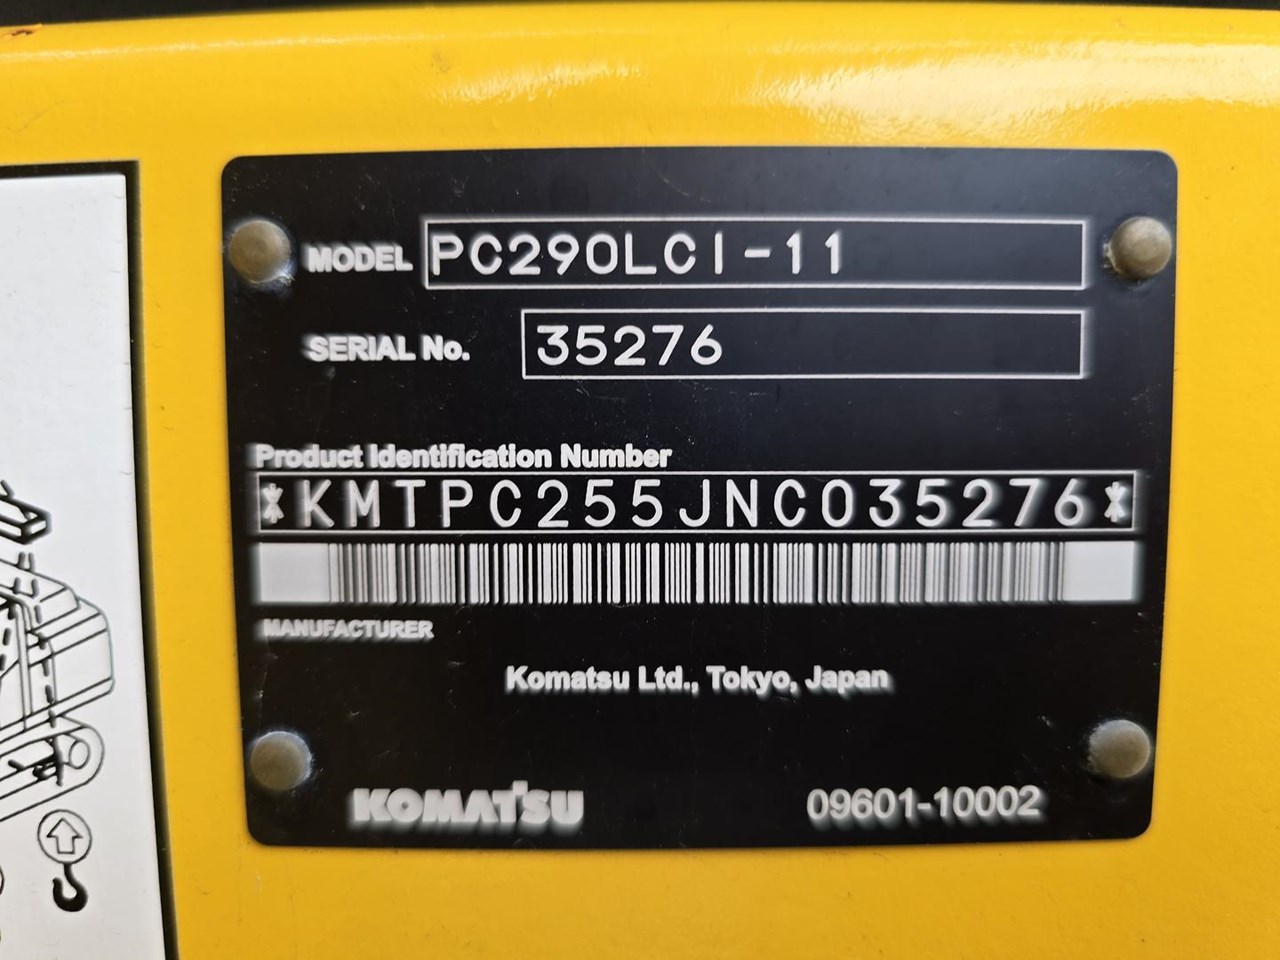 MODEL PC290LCI-11
SERIAL No. 35276
Product Identification Number
*KMTPC255JNC035276*
MANUFACTURER
Komatsu Ltd., Tokyo, Japan
KOMATSU 09601-10002